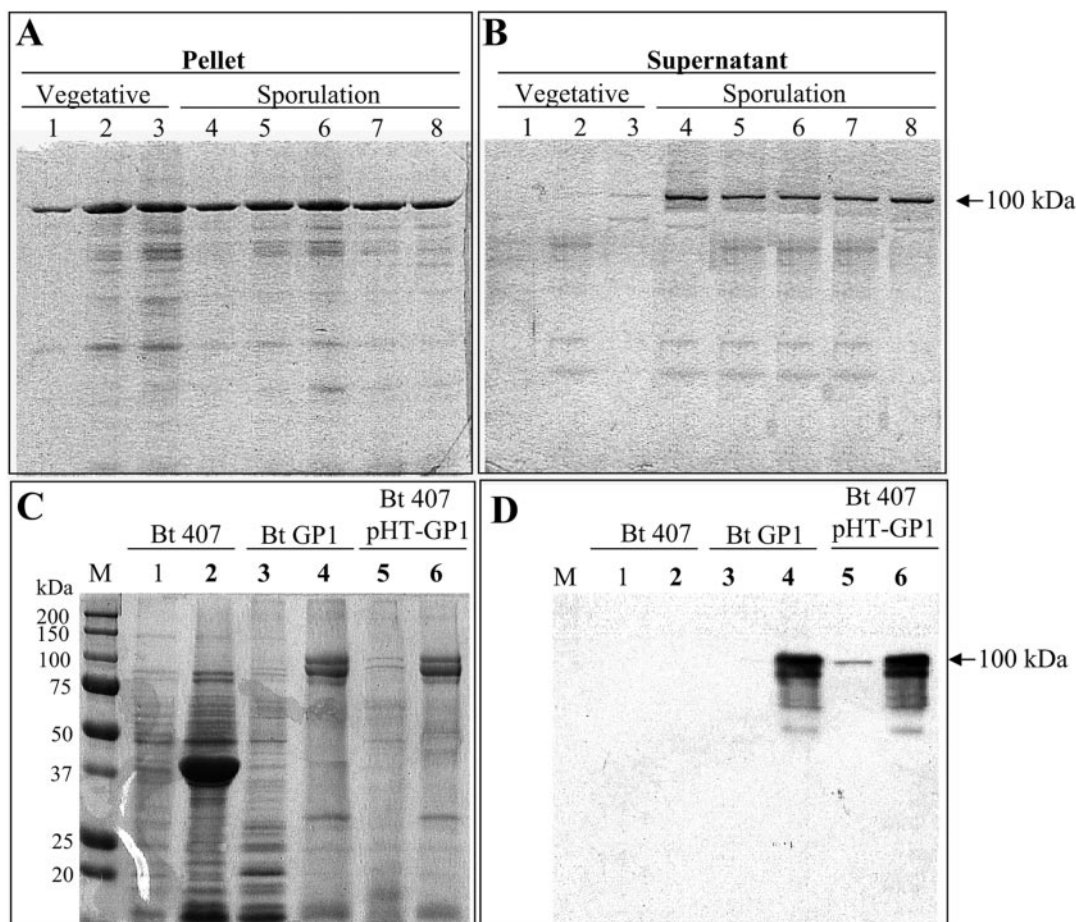 A
Pellet
Vegetative Sporulation
1 2 3 4 5 6 7 8
B
Supernatant
Vegetative Sporulation
1 2 3 4 5 6 7 8
←100 kDa
C
Bt 407 Bt GP1 Bt 407 pHT-GP1
M 1 2 3 4 5 6
kDa
200
150
100
75
50
37
25
20
D
Bt 407 Bt GP1 Bt 407 pHT-GP1
M 1 2 3 4 5 6
←100 kDa